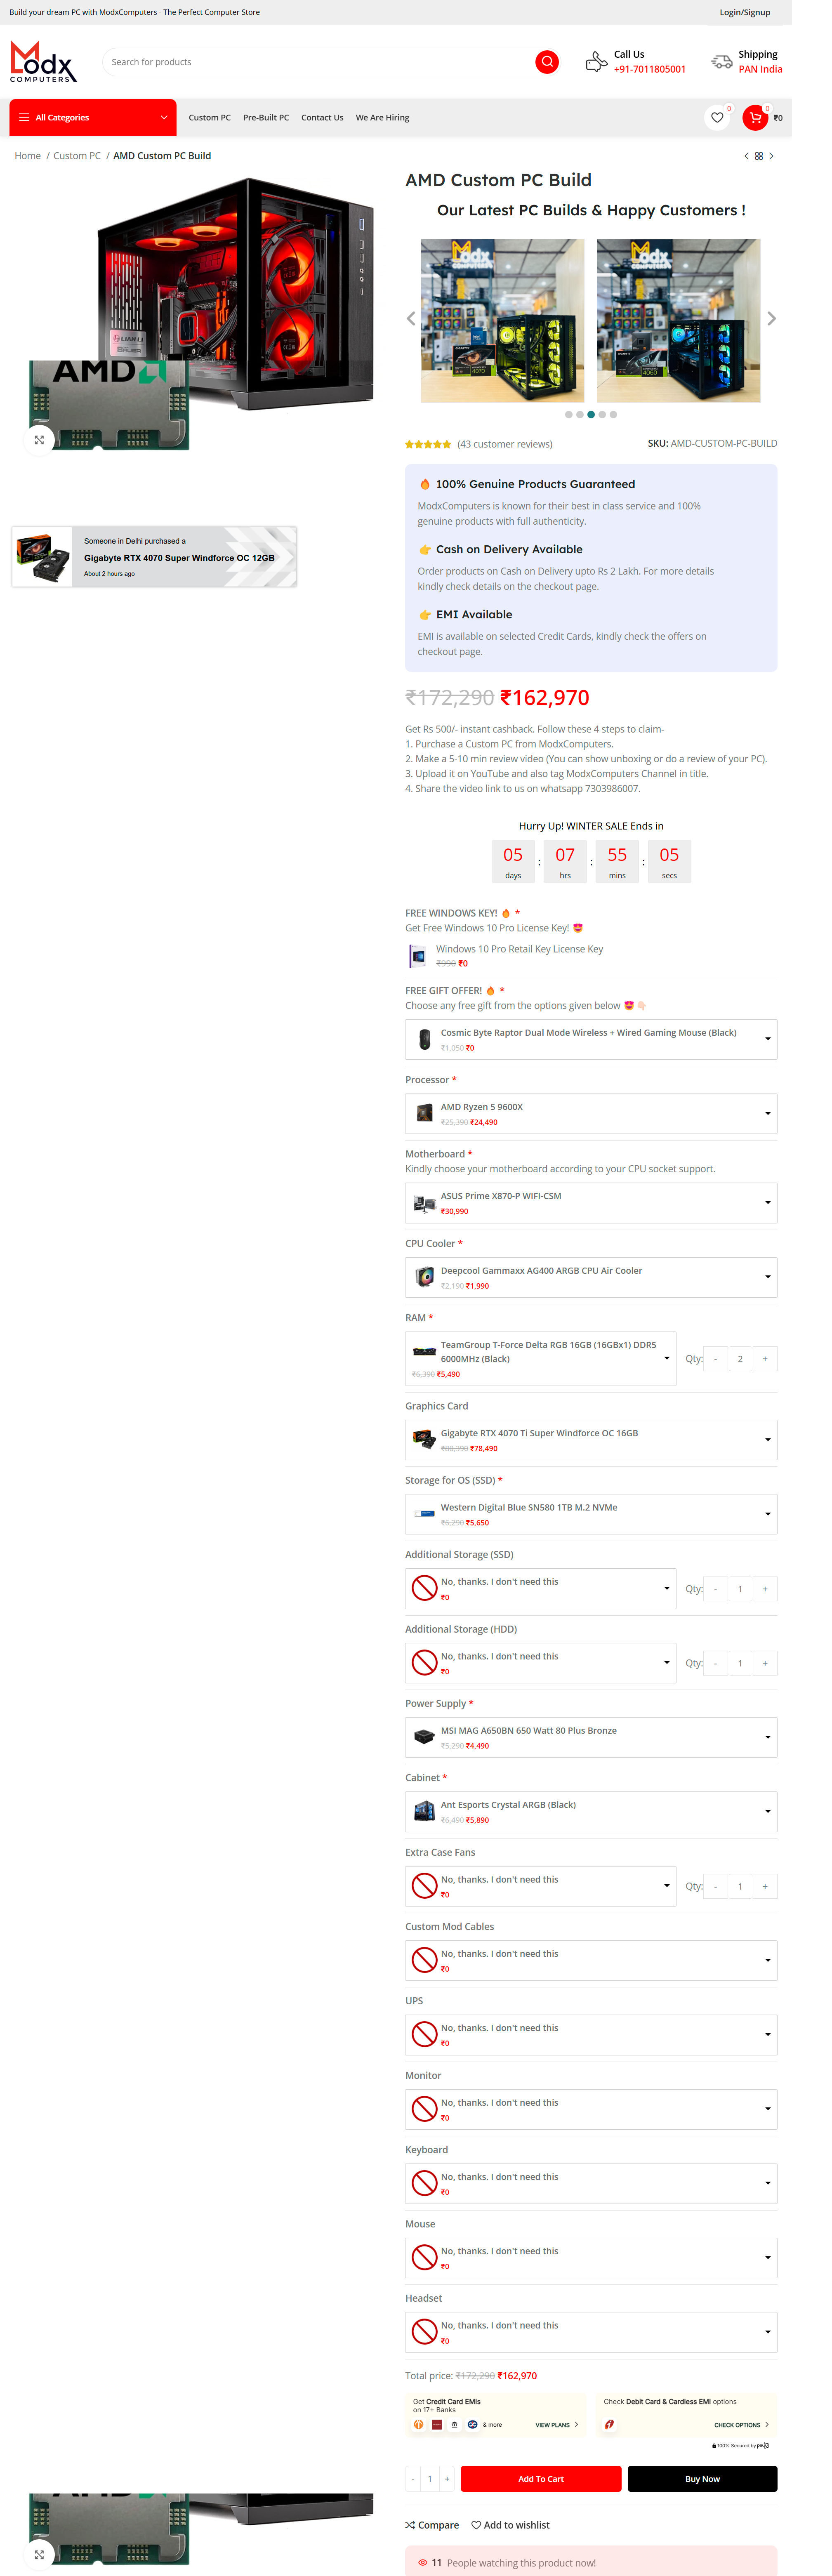 Build your dream PC with ModxComputers - The Perfect Computer Store
Login/Signup
Modx
COMPUTERS
Search for products
Call Us
+91-7011805001
Shipping
PAN India
All Categories
Custom PC
Pre-Built PC
Contact Us
We Are Hiring
0
0
₹0
Home / Custom PC / AMD Custom PC Build
AMD Custom PC Build
Our Latest PC Builds & Happy Customers !
LIAN LI
AMD
Modx
COMPUTERS
4070
Modx
COMPUTERS
4060
(43 customer reviews)
SKU: AMD-CUSTOM-PC-BUILD
🔥 100% Genuine Products Guaranteed
ModxComputers is known for their best in class service and 100%
genuine products with full authenticity.
👉 Cash on Delivery Available
Order products on Cash on Delivery upto Rs 2 Lakh. For more details
kindly check details on the checkout page.
👉 EMI Available
EMI is available on selected Credit Cards, kindly check the offers on
checkout page.
Someone in Delhi purchased a
Gigabyte RTX 4070 Super Windforce OC 12GB
About 2 hours ago
₹172,290 ₹162,970
Get Rs 500/- instant cashback. Follow these 4 steps to claim-
1. Purchase a Custom PC from ModxComputers.
2. Make a 5-10 min review video (You can show unboxing or do a review of your PC).
3. Upload it on YouTube and also tag ModxComputers Channel in title.
4. Share the video link to us on whatsapp 7303986007.
Hurry Up! WINTER SALE Ends in
05 : 07 : 55 : 05
days hrs mins secs
FREE WINDOWS KEY! 🔥 *
Get Free Windows 10 Pro License Key! 😍
Windows 10 Pro Retail Key License Key
₹990 ₹0
FREE GIFT OFFER! 🔥 *
Choose any free gift from the options given below 😍👇🏻
Cosmic Byte Raptor Dual Mode Wireless + Wired Gaming Mouse (Black)
₹1,050 ₹0
Processor *
AMD Ryzen 5 9600X
₹25,390 ₹24,490
Motherboard *
Kindly choose your motherboard according to your CPU socket support.
ASUS Prime X870-P WIFI-CSM
₹30,990
CPU Cooler *
Deepcool Gammaxx AG400 ARGB CPU Air Cooler
₹2,190 ₹1,990
RAM *
TeamGroup T-Force Delta RGB 16GB (16GBx1) DDR5
6000MHz (Black)
₹6,390 ₹5,490
Qty: - 2 +
Graphics Card
Gigabyte RTX 4070 Ti Super Windforce OC 16GB
₹80,390 ₹78,490
Storage for OS (SSD) *
Western Digital Blue SN580 1TB M.2 NVMe
₹6,290 ₹5,650
Additional Storage (SSD)
No, thanks. I don't need this
₹0
Qty: - 1 +
Additional Storage (HDD)
No, thanks. I don't need this
₹0
Qty: - 1 +
Power Supply *
MSI MAG A650BN 650 Watt 80 Plus Bronze
₹5,290 ₹4,490
Cabinet *
Ant Esports Crystal ARGB (Black)
₹6,490 ₹5,890
Extra Case Fans
No, thanks. I don't need this
₹0
Qty: - 1 +
Custom Mod Cables
No, thanks. I don't need this
₹0
UPS
No, thanks. I don't need this
₹0
Monitor
No, thanks. I don't need this
₹0
Keyboard
No, thanks. I don't need this
₹0
Mouse
No, thanks. I don't need this
₹0
Headset
No, thanks. I don't need this
₹0
Total price: ₹172,290 ₹162,970
Get Credit Card EMIs
on 17+ Banks
& more
VIEW PLANS
Check Debit Card & Cardless EMI options
CHECK OPTIONS
100% Secured by
- 1 +
Add To Cart
Buy Now
Compare
Add to wishlist
11 People watching this product now!